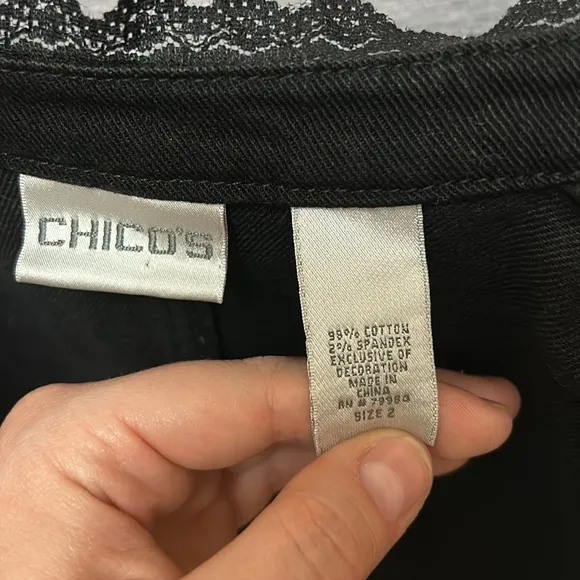 CHICO'S
98% COTTON
2% SPANDEX
EXCLUSIVE OF
DECORATION
MADE IN
CHINA
RN # 79984
SIZE 2